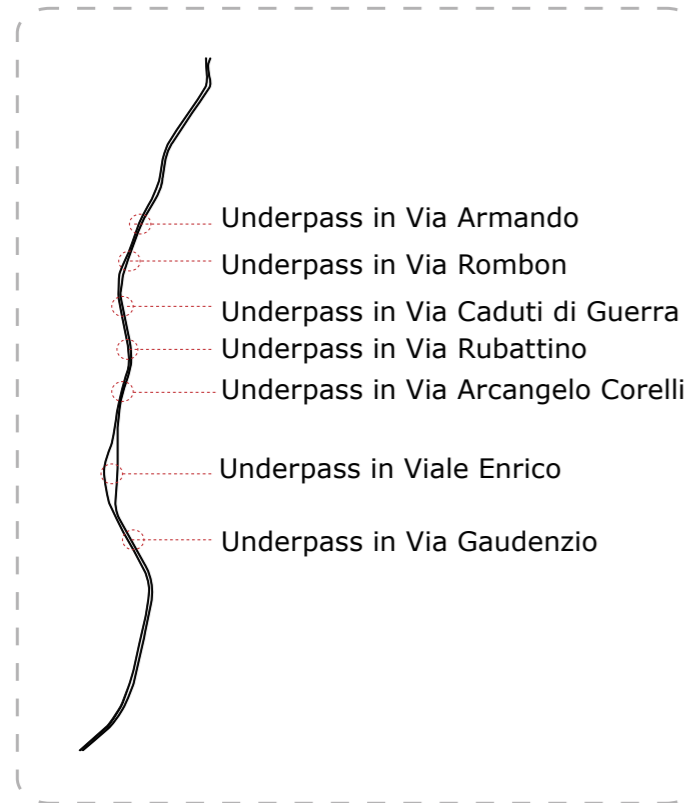 Underpass in Via Armando
Underpass in Via Rombon
Underpass in Via Caduti di Guerra
Underpass in Via Rubattino
Underpass in Via Arcangelo Corelli
Underpass in Viale Enrico
Underpass in Via Gaudenzio